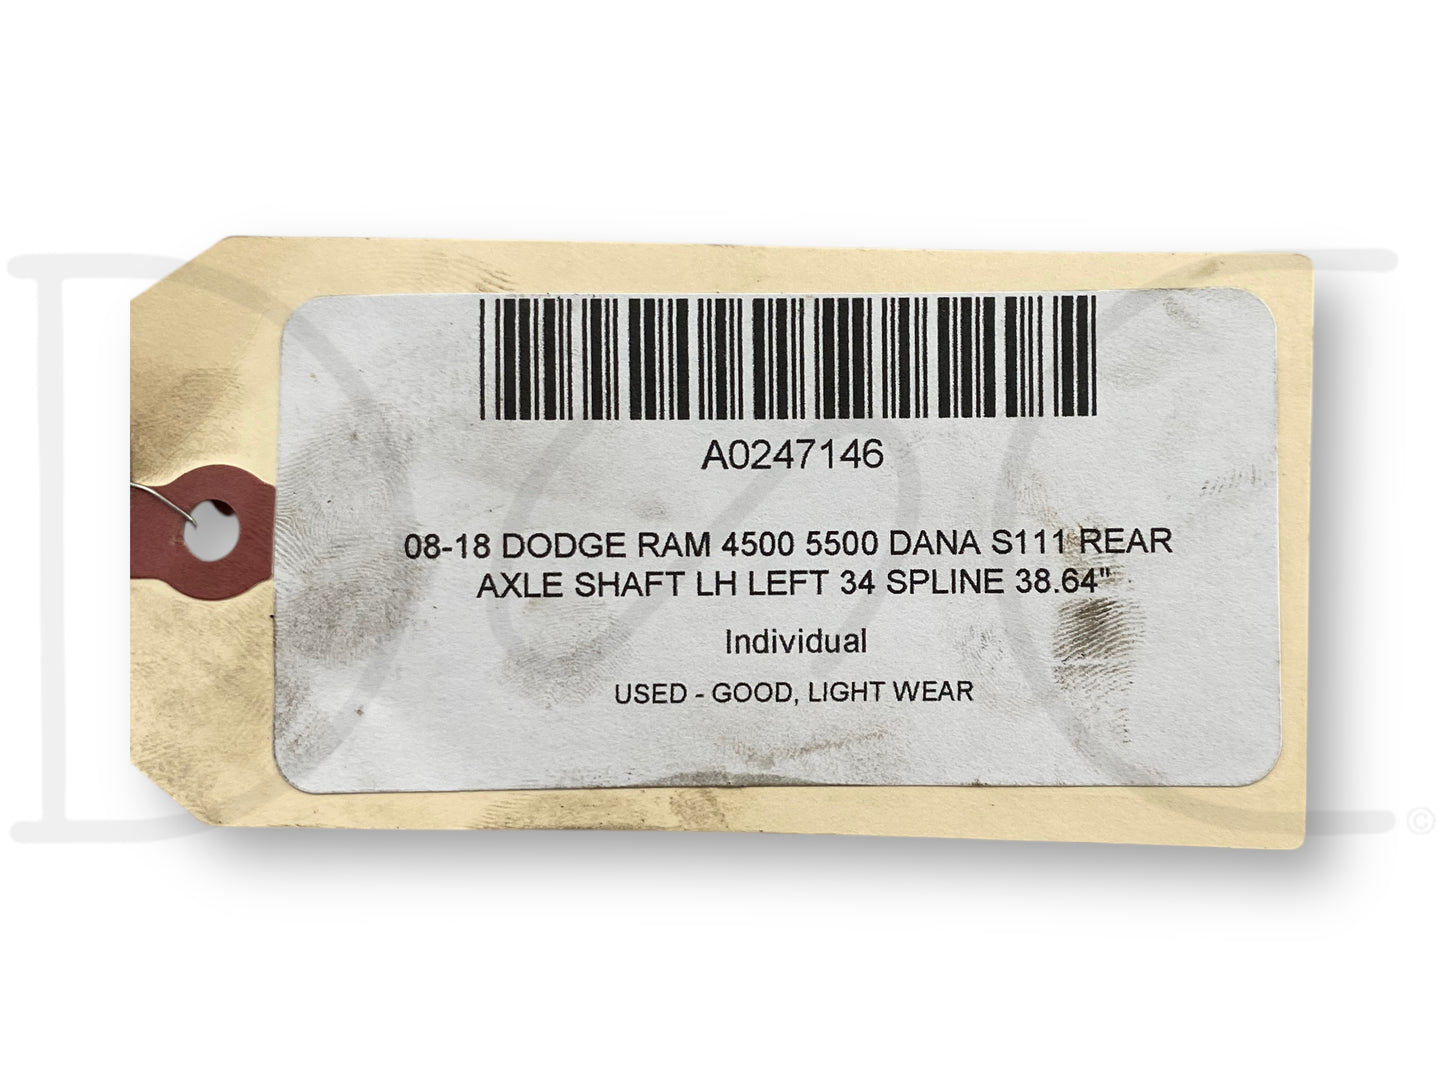 A0247146
08-18 DODGE RAM 4500 5500 DANA S111 REAR
AXLE SHAFT LH LEFT 34 SPLINE 38.64"
Individual
USED - GOOD, LIGHT WEAR
D C ©